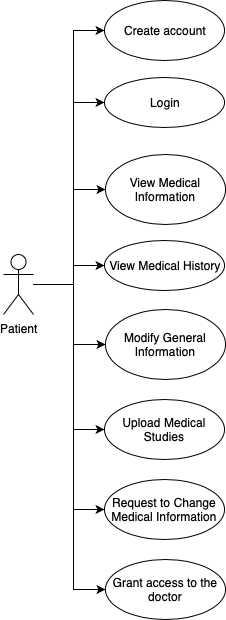 Create account
Login
View Medical
Information
View Medical History
Patient
Modify General
Information
Upload Medical
Studies
Request to Change
Medical Information
Grant access to the
doctor